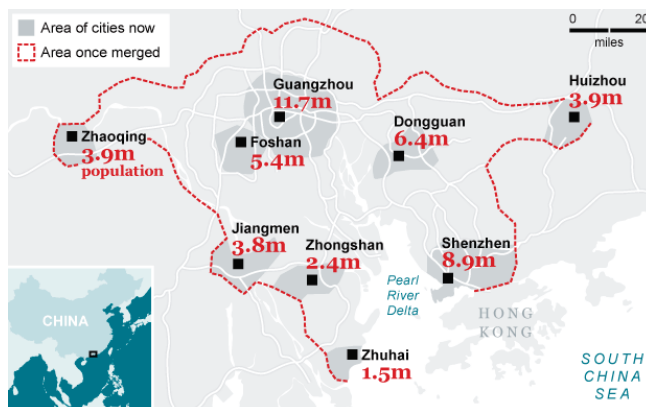 Area of cities now
Area once merged
0 20
miles
Guangzhou
11.7m
Huizhou
3.9m
Dongguan
6.4m
Zhaoqing
3.9m
population
Foshan
5.4m
Jiangmen
3.8m
Zhongshan
2.4m
Shenzhen
8.9m
Pearl
River
Delta
HONG
KONG
CHINA
Zhuhai
1.5m
SOUTH
CHINA
SEA